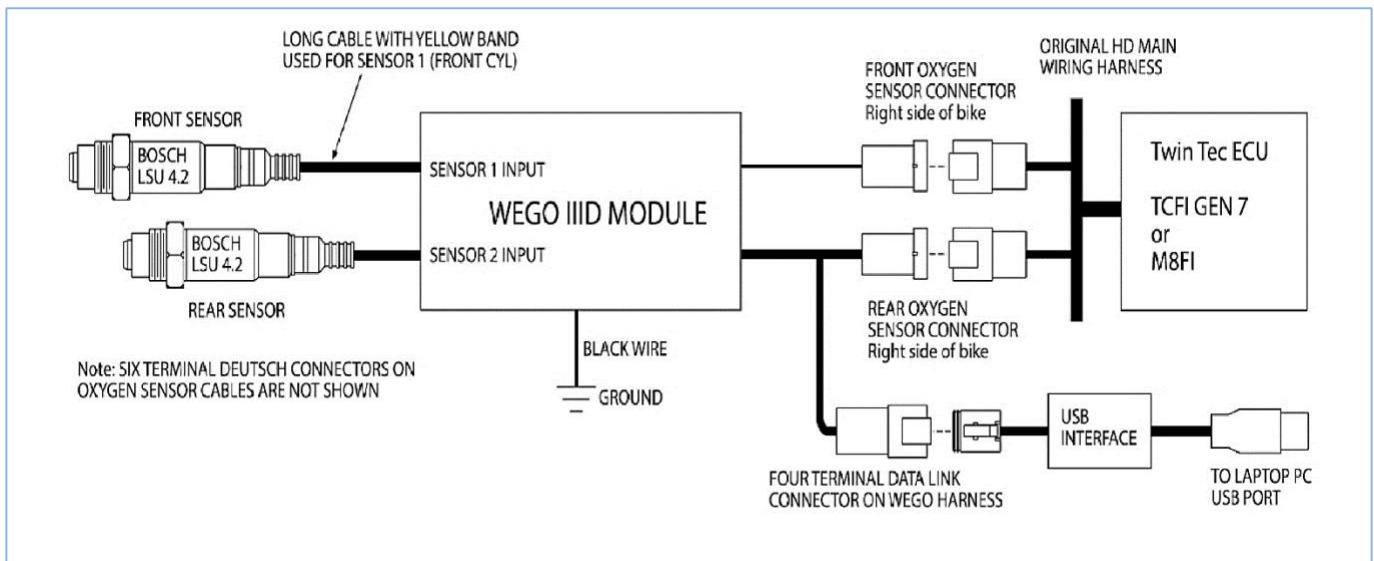 LONG CABLE WITH YELLOW BAND
USED FOR SENSOR 1 (FRONT CYL)
FRONT SENSOR
BOSCH
LSU 4.2
BOSCH
LSU 4.2
REAR SENSOR
Note: SIX TERMINAL DEUTSCH CONNECTORS ON
OXYGEN SENSOR CABLES ARE NOT SHOWN
SENSOR 1 INPUT
WEGO IIID MODULE
SENSOR 2 INPUT
BLACK WIRE
GROUND
FRONT OXYGEN
SENSOR CONNECTOR
Right side of bike
ORIGINAL HD MAIN
WIRING HARNESS
Twin Tec ECU
TCFI GEN 7
or
M8FI
REAR OXYGEN
SENSOR CONNECTOR
Right side of bike
FOUR TERMINAL DATA LINK
CONNECTOR ON WEGO HARNESS
USB
INTERFACE
TO LAPTOP PC
USB PORT